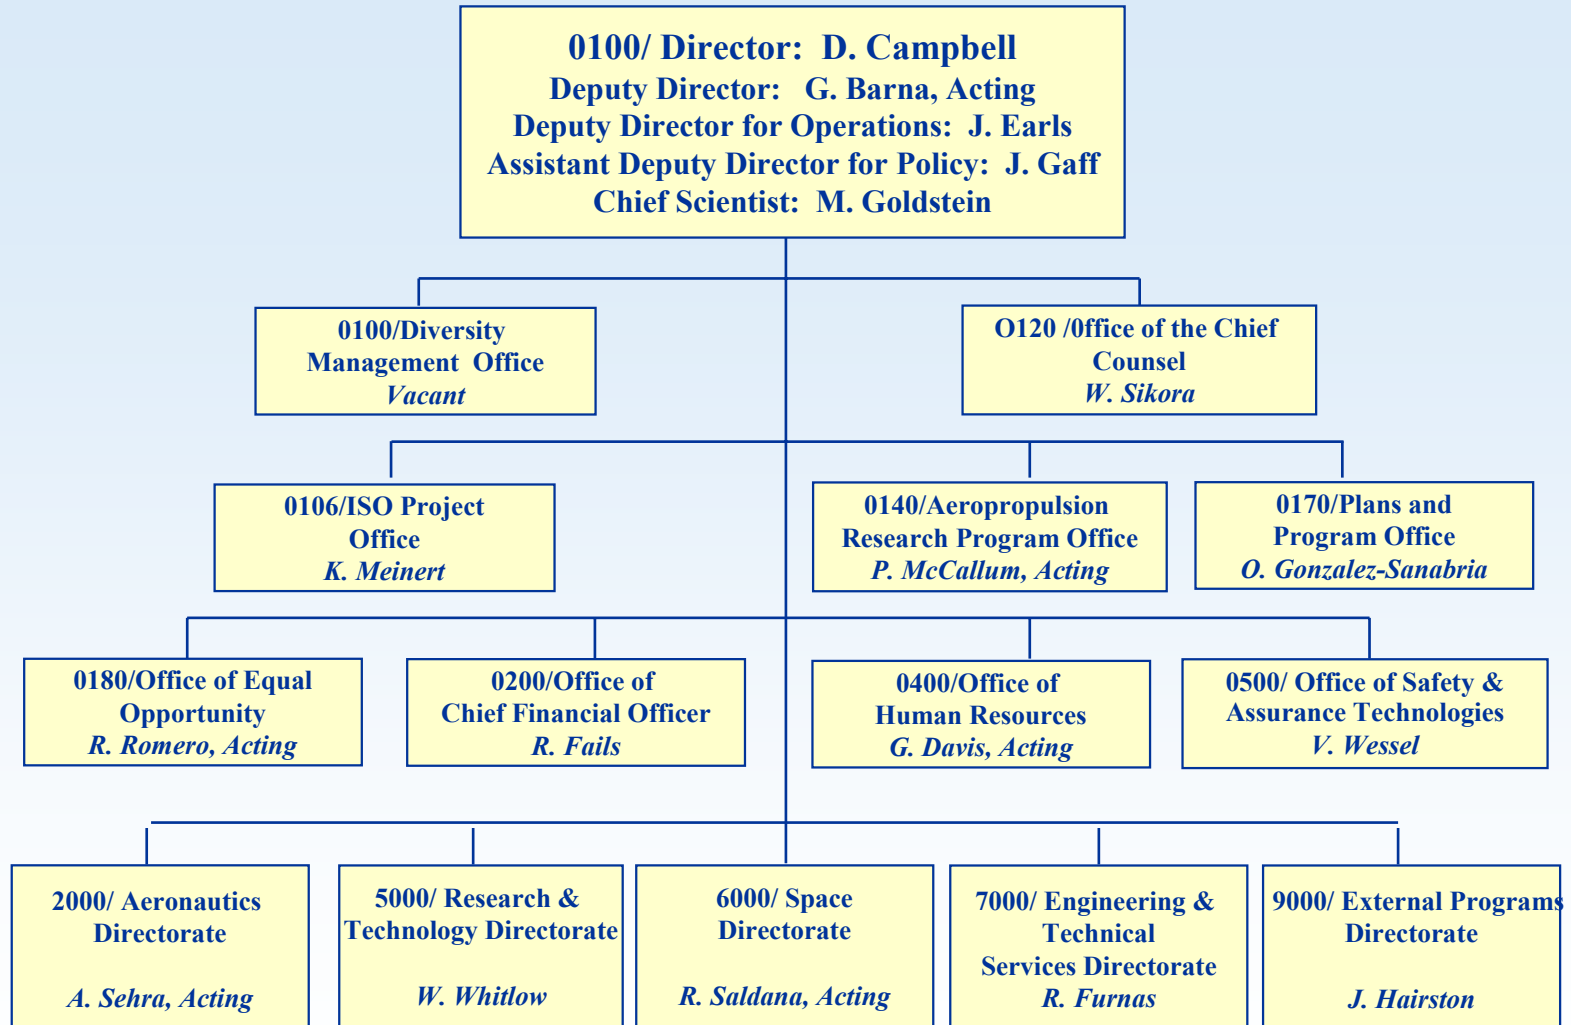 0100/ Director: D. Campbell
Deputy Director: G. Barna, Acting
Deputy Director for Operations: J. Earls
Assistant Deputy Director for Policy: J. Gaff
Chief Scientist: M. Goldstein
0100/Diversity
Management Office
Vacant
O120 /0ffice of the Chief
Counsel
W. Sikora
0106/ISO Project
Office
K. Meinert
0140/Aeropropulsion
Research Program Office
P. McCallum, Acting
0170/Plans and
Program Office
O. Gonzalez-Sanabria
0180/Office of Equal
Opportunity
R. Romero, Acting
0200/Office of
Chief Financial Officer
R. Fails
0400/Office of
Human Resources
G. Davis, Acting
0500/ Office of Safety &
Assurance Technologies
V. Wessel
2000/ Aeronautics
Directorate
A. Sehra, Acting
5000/ Research &
Technology Directorate
W. Whitlow
6000/ Space
Directorate
R. Saldana, Acting
7000/ Engineering &
Technical
Services Directorate
R. Furnas
9000/ External Programs
Directorate
J. Hairston